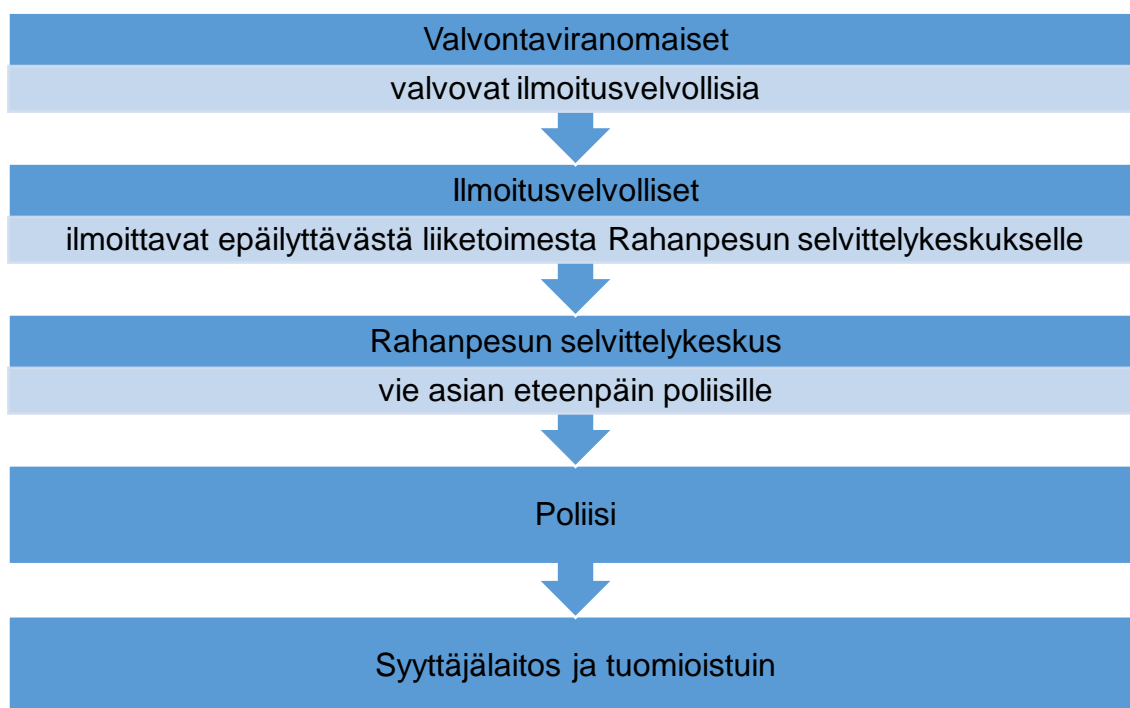 Valvontaviranomaiset
valvovat ilmoitusvelvollisia
Ilmoitusvelvolliset
ilmoittavat epäilyttävästä liiketoimesta Rahanpesun selvittelykeskukselle
Rahanpesun selvittelykeskus
vie asian eteenpäin poliisille
Poliisi
Syyttäjälaitos ja tuomioistuin